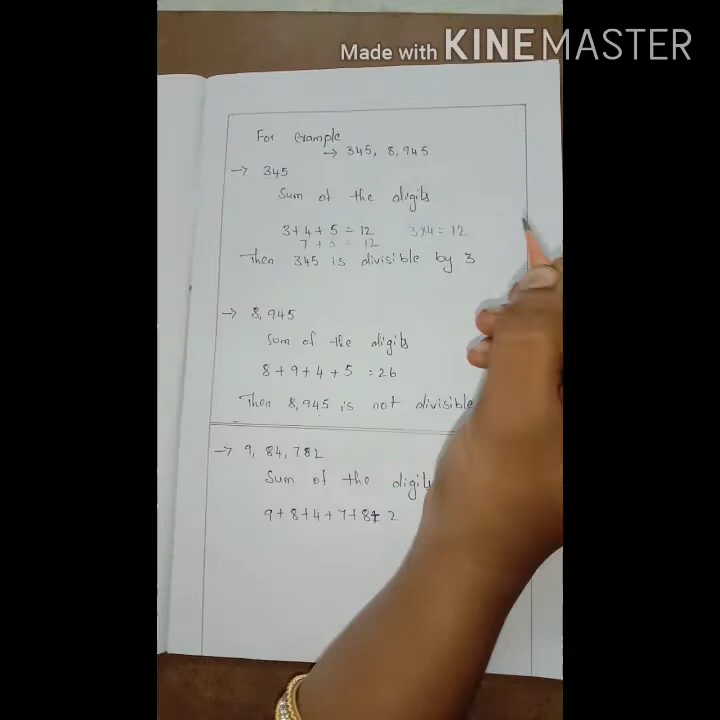 Made with KINEMASTER
For example
→ 345, 8,945
→ 345
Sum of the digits
3+4+5 = 12 3×4 = 12
7+5 = 12
Then 345 is divisible by 3
→ 8,945
Sum of the digits
8+9+4+5 = 26
Then 8,945 is not divisible
→ 9, 84, 782
Sum of the digits
9+8+4+7+8+2